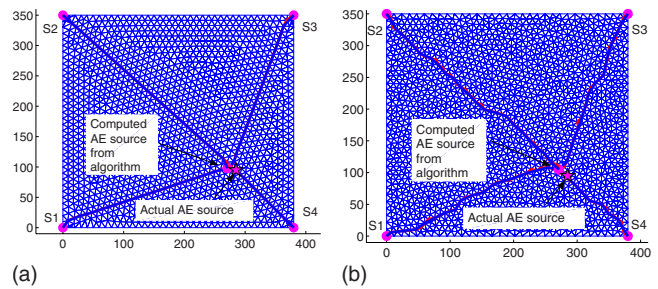 350
300
250
200
150
100
50
0
0
100
200
300
400
S2
S3
S1
S4
Computed
AE source
from
algorithm
Actual AE source
(a)
350
300
250
200
150
100
50
0
0
100
200
300
400
S2
S3
S1
S4
Computed
AE source
from
algorithm
Actual AE source
(b)